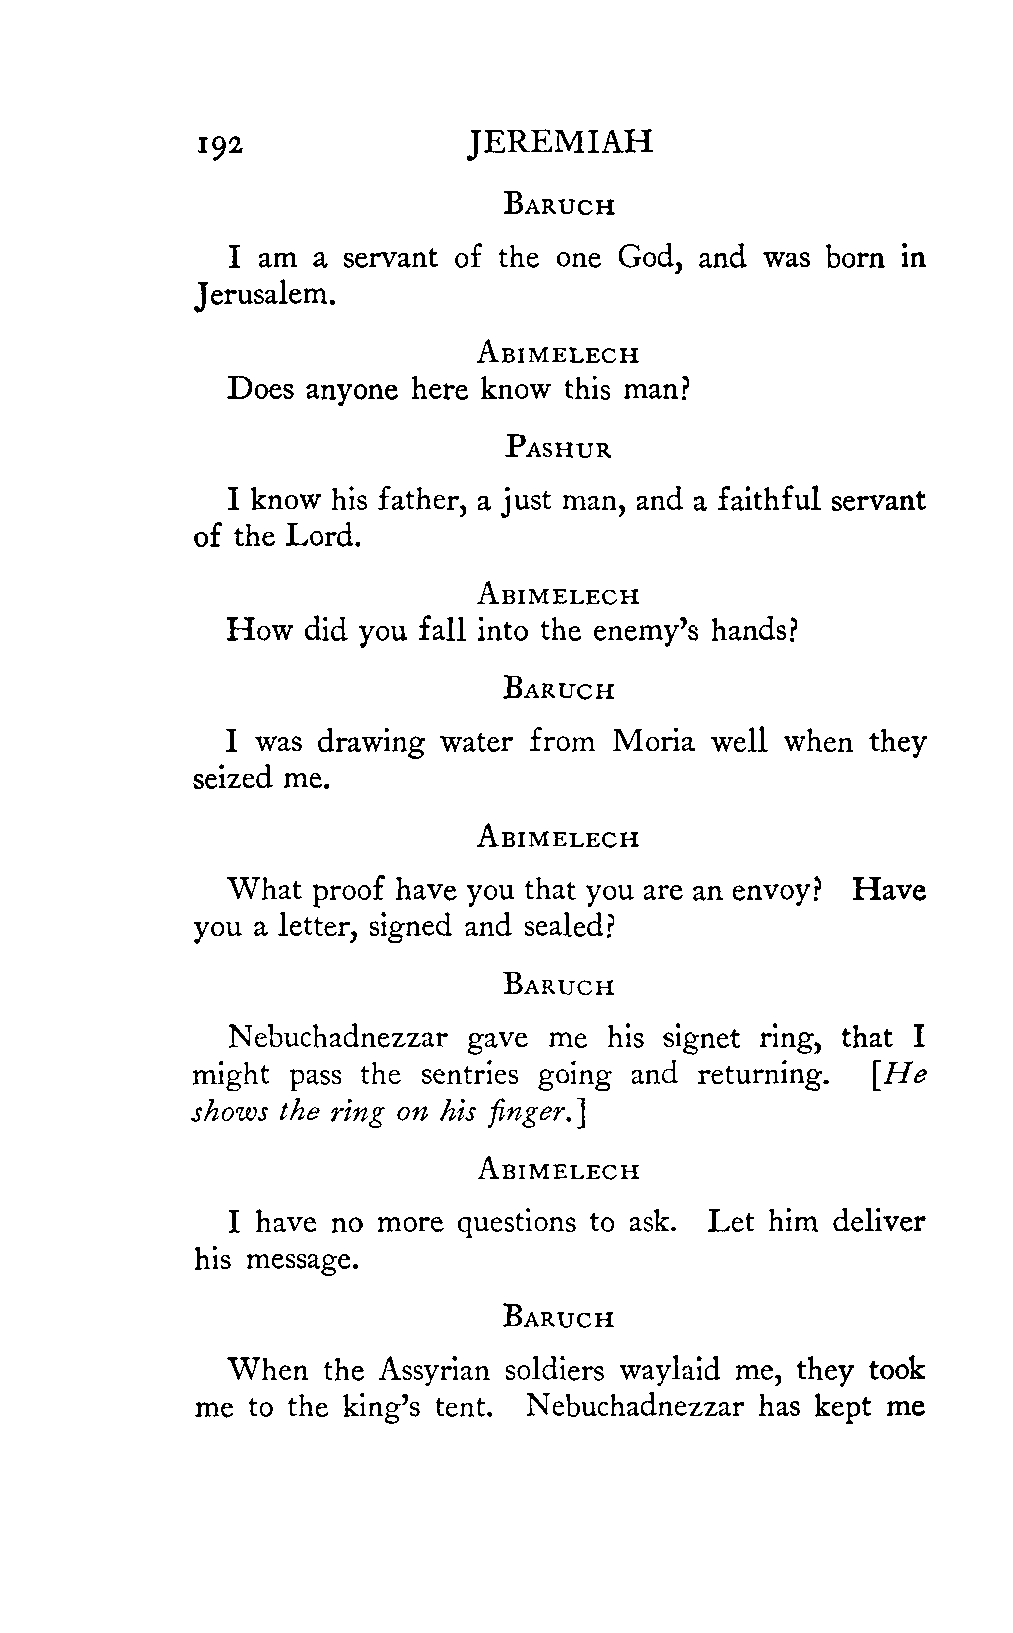 192 JEREMIAH
BARUCH
I am a servant of the one God, and was born in
Jerusalem.
ABIMELECH
Does anyone here know this man?
PASHUR
I know his father, a just man, and a faithful servant
of the Lord.
ABIMELECH
How did you fall into the enemy's hands?
BARUCH
I was drawing water from Moria well when they
seized me.
ABIMELECH
What proof have you that you are an envoy? Have
you a letter, signed and sealed?
BARUCH
Nebuchadnezzar gave me his signet ring, that I
might pass the sentries going and returning. [He
shows the ring on his finger.]
ABIMELECH
I have no more questions to ask. Let him deliver
his message.
BARUCH
When the Assyrian soldiers waylaid me, they took
me to the king's tent. Nebuchadnezzar has kept me